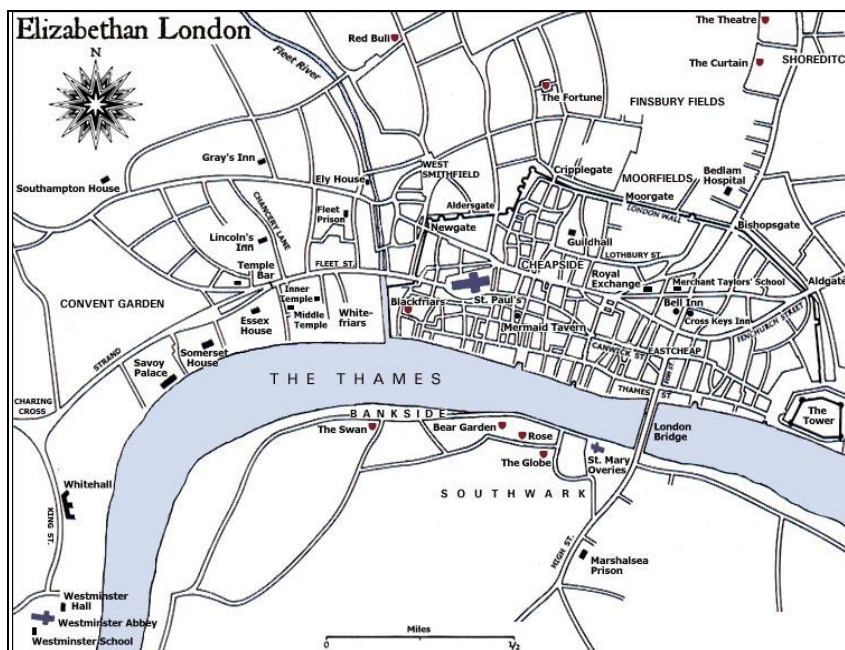 Elizabethan London
N
Red Bull
Fleet River
The Theatre
The Curtain
SHOREDITC
The Fortune
FINSBURY FIELDS
Gray's Inn
Southampton House
Ely House
WEST
SMITHFIELD
Cripplegate
MOORFIELDS
Moorgate
Bedlam
Hospital
CHANCERY LANE
Fleet
Prison
Aldersgate
LONDON WALL
Bishopsgate
Newgate
Lincoln's
Inn
Guildhall
LOTHBURY ST.
FLEET ST.
CHEAPSIDE
Temple
Bar
Royal
Exchange
Merchant Taylors' School
Aldgate
CONVENT GARDEN
Inner
Temple
Middle
Temple
White-
friars
Blackfriars
St. Paul's
Bell Inn
Cross Keys Inn
Essex
House
Mermaid Tavern
FENCHURCH STREET
Somerset
House
CANWICK ST.
EASTCHEAP
FISH ST.
STRAND
Savoy
Palace
THE THAMES
THAMES ST
CHARING
CROSS
BANKSIDE
The Swan
Bear Garden
Rose
The Globe
St. Mary
Overies
London
Bridge
The
Tower
Whitehall
SOUTHWARK
KING ST.
HIGH ST.
Marshalsea
Prison
Westminster
Hall
Westminster Abbey
Westminster School
Miles
0
1/2